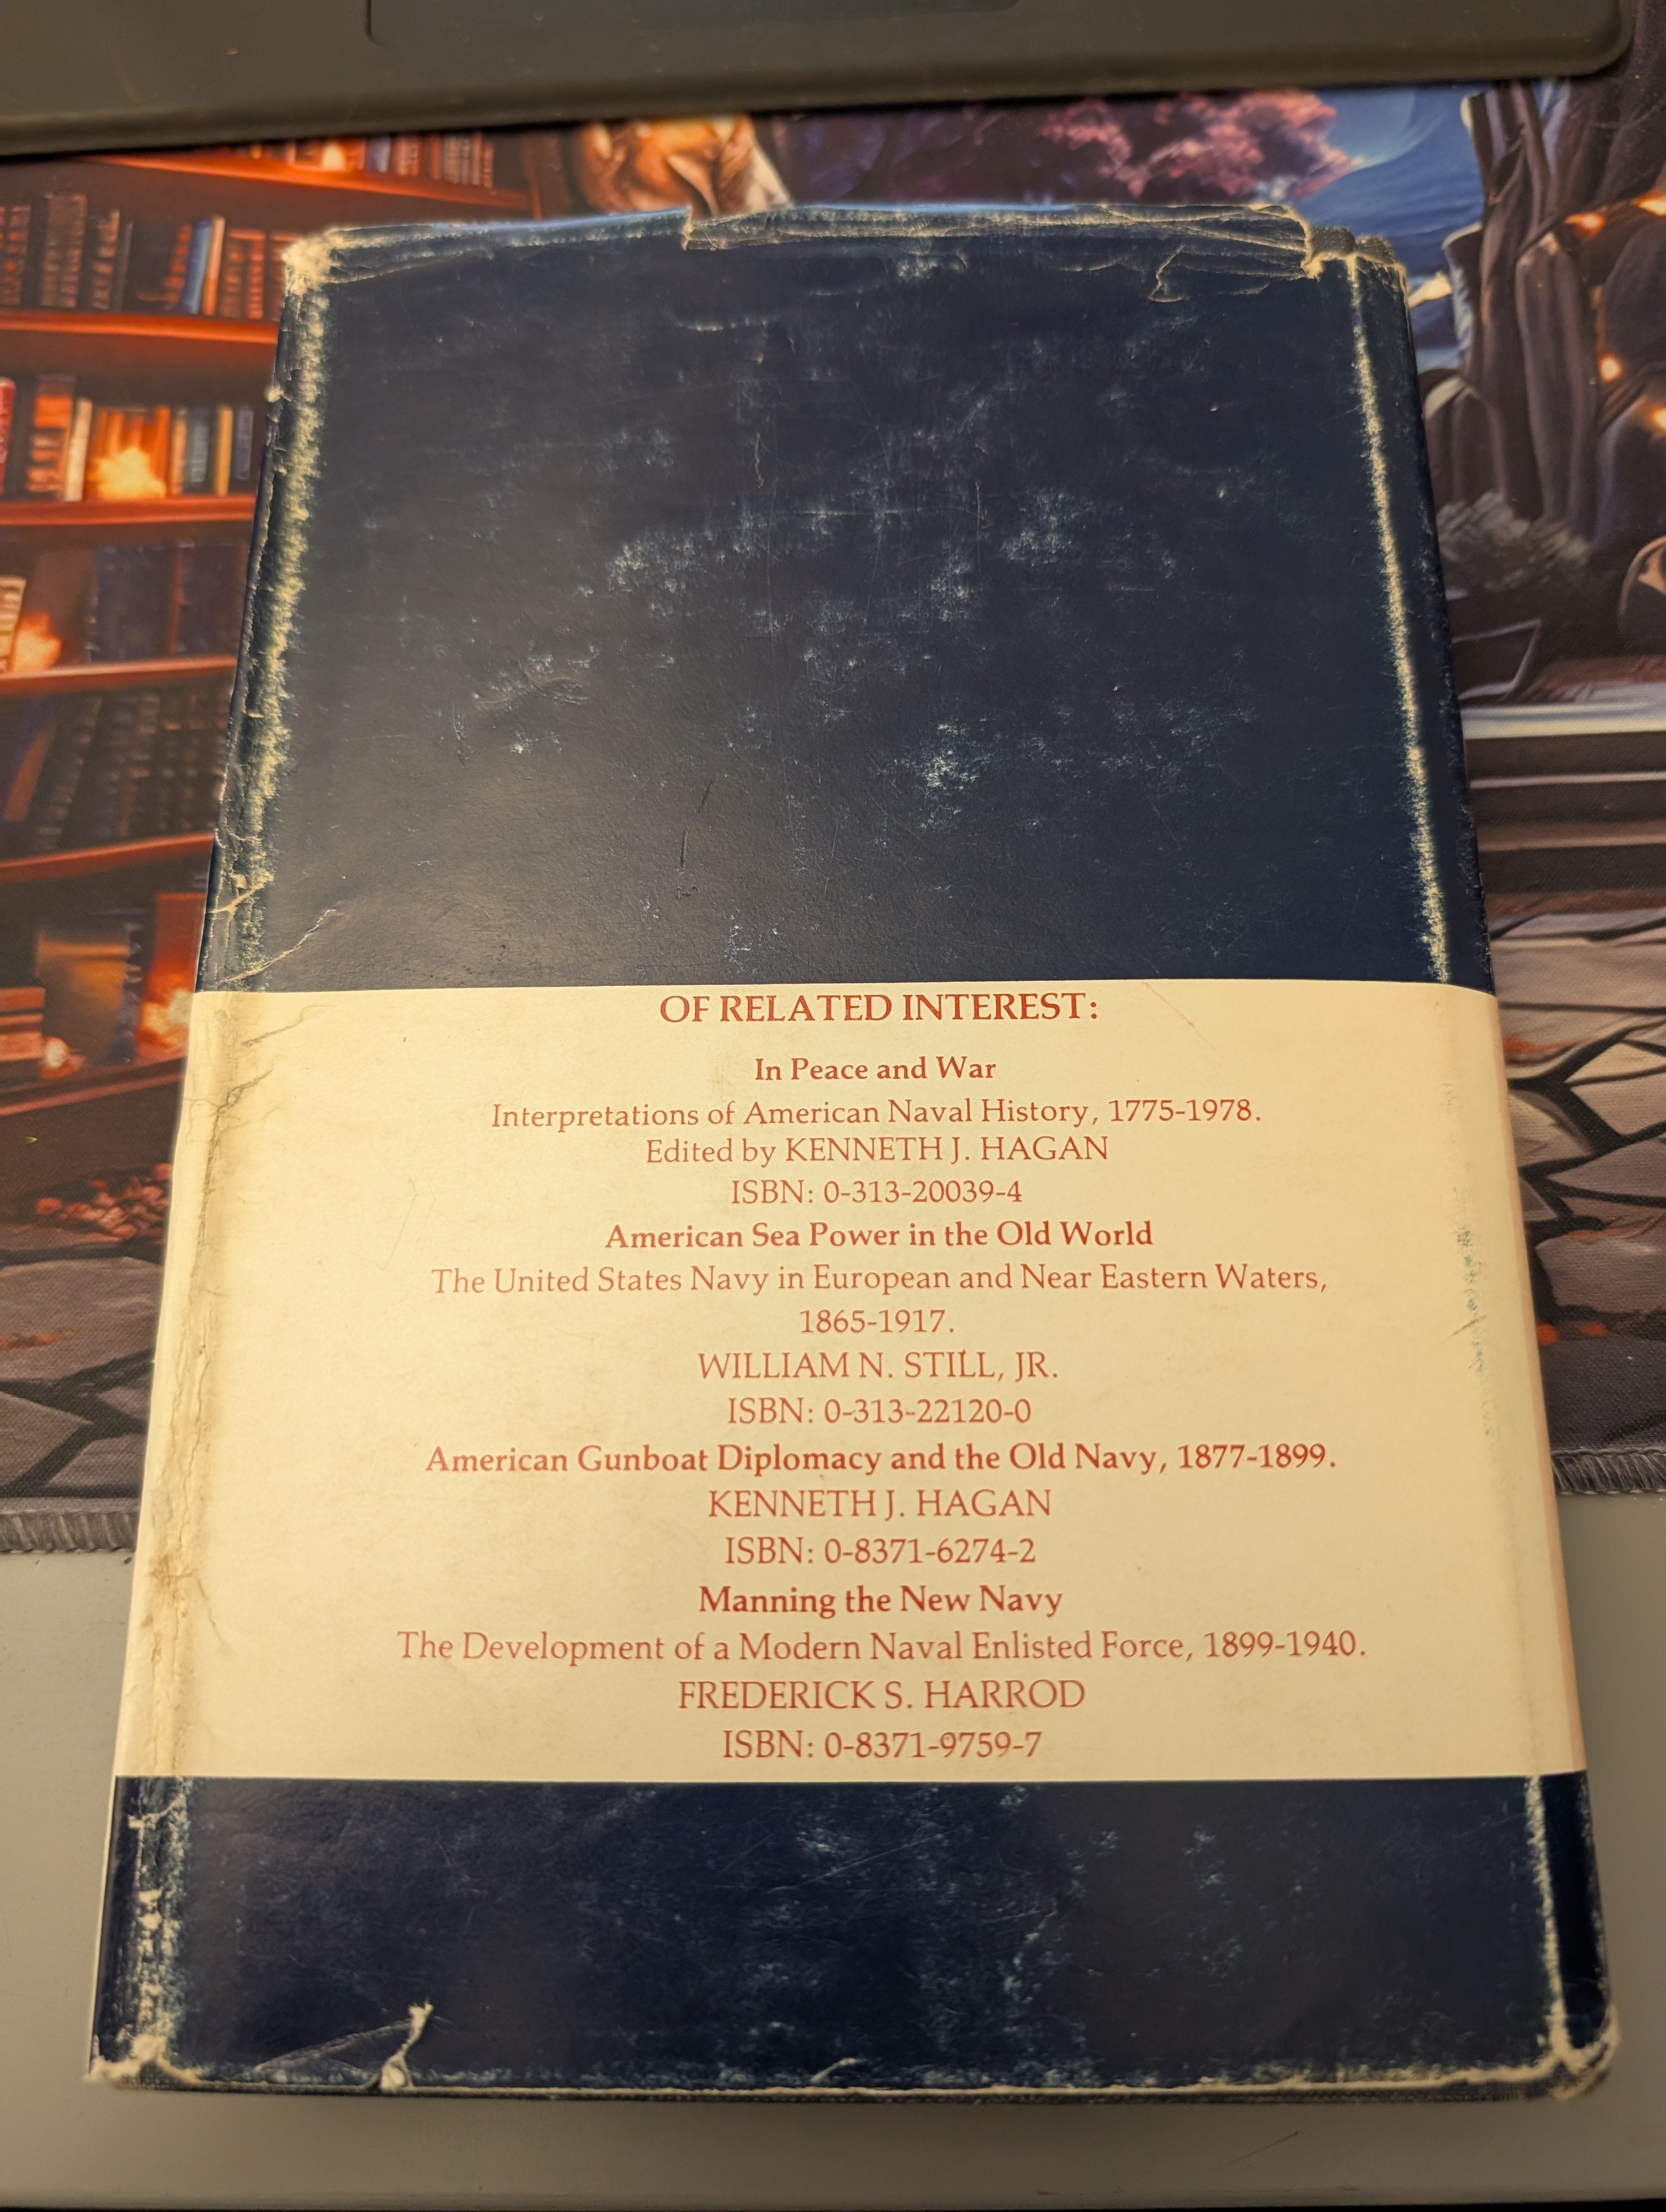 OF RELATED INTEREST:
In Peace and War
Interpretations of American Naval History, 1775-1978.
Edited by KENNETH J. HAGAN
ISBN: 0-313-20039-4
American Sea Power in the Old World
The United States Navy in European and Near Eastern Waters,
1865-1917.
WILLIAM N. STILL, JR.
ISBN: 0-313-22120-0
American Gunboat Diplomacy and the Old Navy, 1877-1899.
KENNETH J. HAGAN
ISBN: 0-8371-6274-2
Manning the New Navy
The Development of a Modern Naval Enlisted Force, 1899-1940.
FREDERICK S. HARROD
ISBN: 0-8371-9759-7